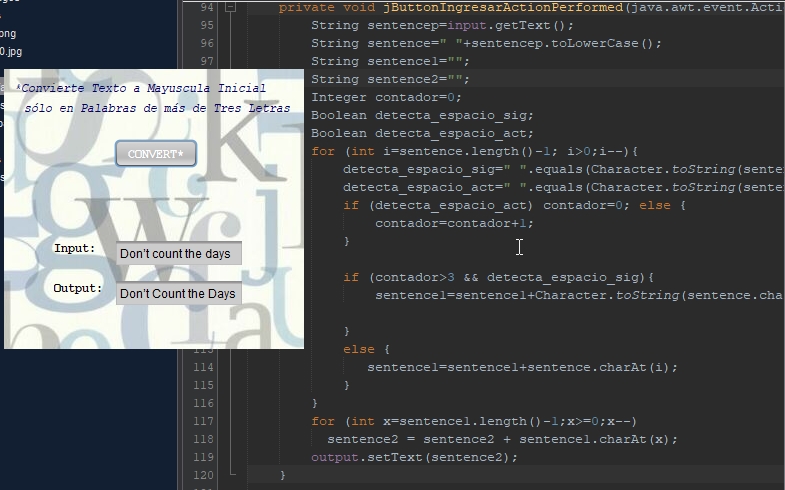 ong
0.jpg
*Convierte Texto a Mayuscula Inicial
sólo en Palabras de más de Tres Letras
CONVERT*
Input:
Don't count the days
Output:
Don't Count the Days
94 private void jButtonIngresarActionPerformed(java.awt.event.Acti
95 String sentencep=input.getText();
96 String sentence=" "+sentencep.toLowerCase();
97 String sentence1="";
String sentence2="";
Integer contador=0;
Boolean detecta_espacio_sig;
Boolean detecta_espacio_act;
for (int i=sentence.length()-1; i>0;i--){
detecta_espacio_sig=" ".equals(Character.toString(sente
detecta_espacio_act=" ".equals(Character.toString(sente
if (detecta_espacio_act) contador=0; else {
contador=contador+1;
}
if (contador>3 && detecta_espacio_sig){
sentence1=sentence1+Character.toString(sentence.cha
}
113 else {
114 sentence1=sentence1+sentence.charAt(i);
115 }
116 }
117 for (int x=sentence1.length()-1;x>=0;x--)
118 sentence2 = sentence2 + sentence1.charAt(x);
119 output.setText(sentence2);
120 }